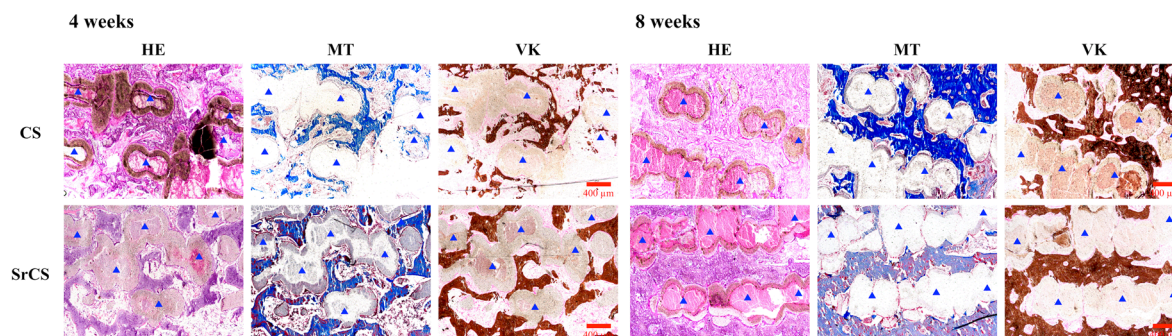 4 weeks 8 weeks
HE MT VK HE MT VK
CS
400 µm
SrCS